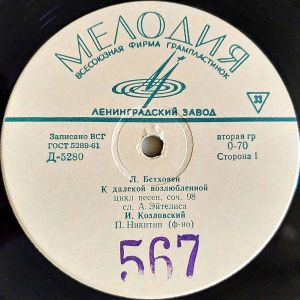 МЕЛОДИЯ
ВСЕСОЮЗНАЯ ФИРМА ГРАМПЛАСТИНОК
33
ЛЕНИНГРАДСКИЙ ЗАВОД
Записано ВСГ
ГОСТ 5289-61
Д-5280
вторая гр
0-70
Сторона 1
Л. Бетховен
К далекой возлюбленной
цикл песен, соч. 98
сл. А. Эйтелиса
И. Козловский
П. Никитин (ф-но)
567